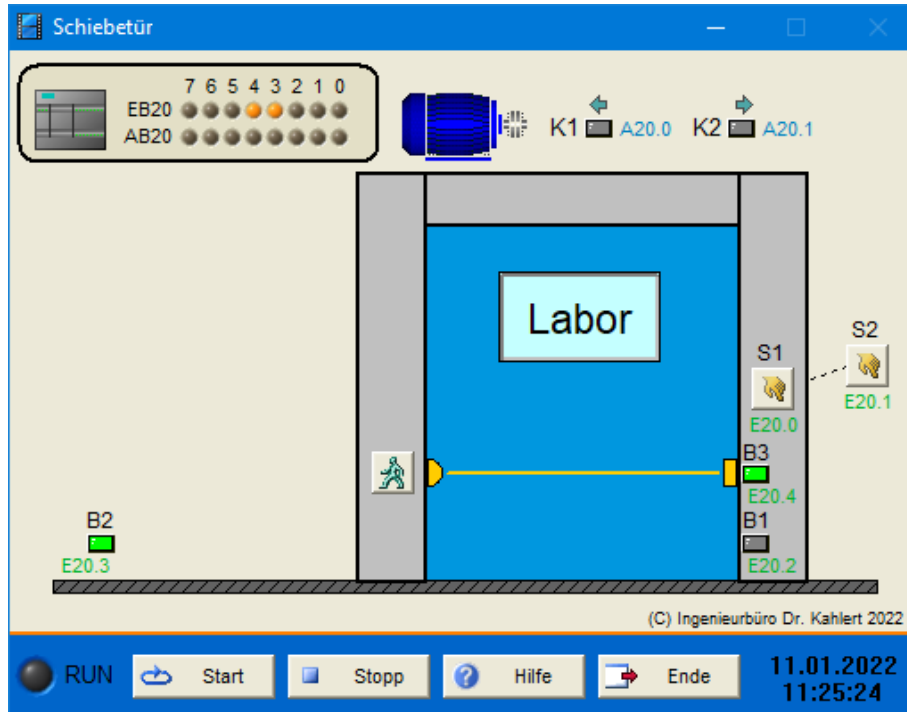 Schiebetür
7 6 5 4 3 2 1 0
EB20
AB20
K1 A20.0 K2 A20.1
Labor
S2
S1
E20.1
E20.0
B3
E20.4
B2
B1
E20.3
E20.2
(C) Ingenieurbüro Dr. Kahlert 2022
RUN Start Stopp Hilfe Ende
11.01.2022
11:25:24